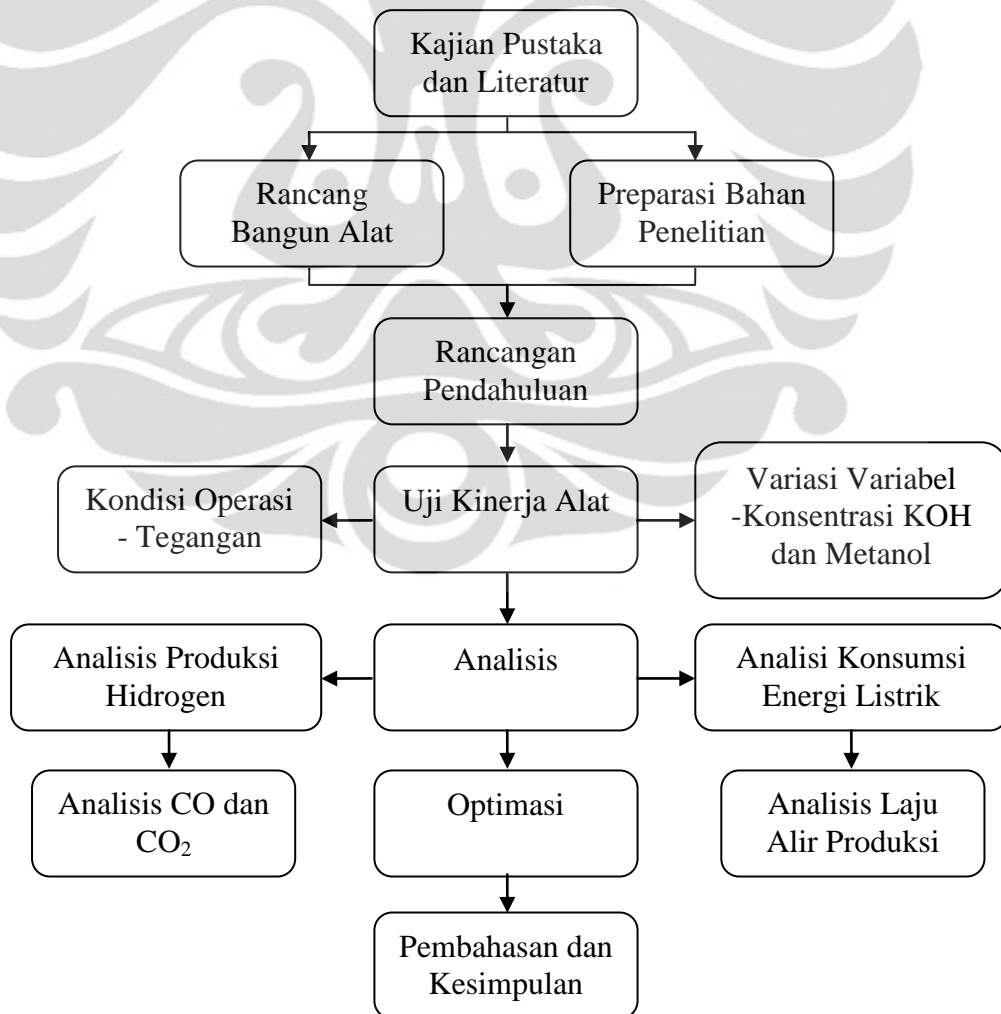 Kajian Pustaka
dan Literatur
Rancang
Bangun Alat
Preparasi Bahan
Penelitian
Rancangan
Pendahuluan
Kondisi Operasi
- Tegangan
Uji Kinerja Alat
Variasi Variabel
-Konsentrasi KOH
dan Metanol
Analisis Produksi
Hidrogen
Analisis
Analisi Konsumsi
Energi Listrik
Analisis CO dan
CO₂
Optimasi
Analisis Laju
Alir Produksi
Pembahasan dan
Kesimpulan